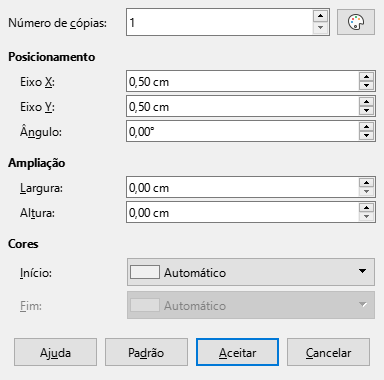 Número de cópias: 1
Posicionamento
Eixo X: 0,50 cm
Eixo Y: 0,50 cm
Ângulo: 0,00°
Ampliação
Largura: 0,00 cm
Altura: 0,00 cm
Cores
Início: Automático
Fim: Automático
Ajuda Padrão Aceitar Cancelar